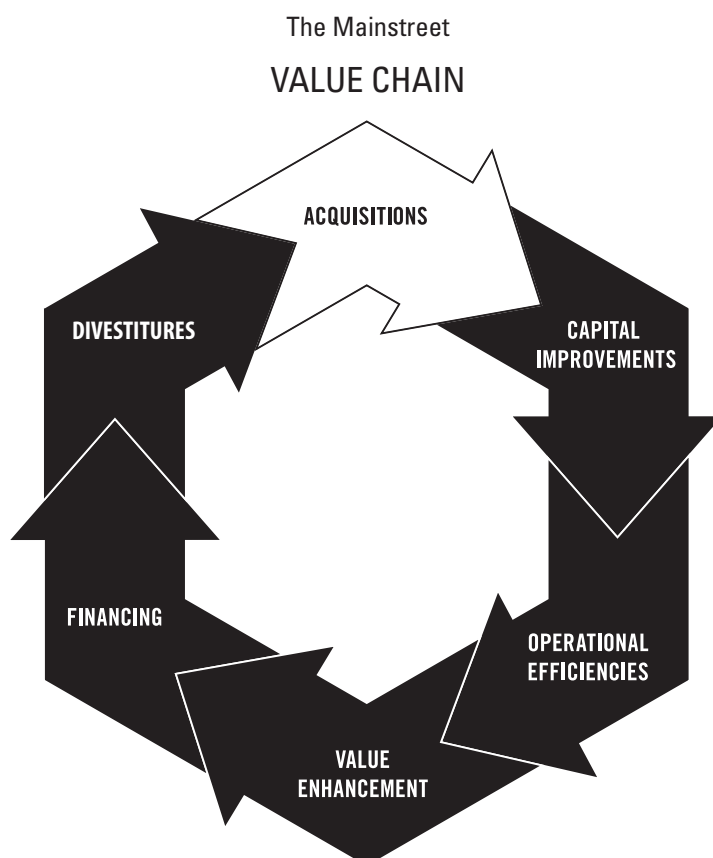 The Mainstreet
VALUE CHAIN
ACQUISITIONS
CAPITAL
IMPROVEMENTS
OPERATIONAL
EFFICIENCIES
VALUE
ENHANCEMENT
FINANCING
DIVESTITURES